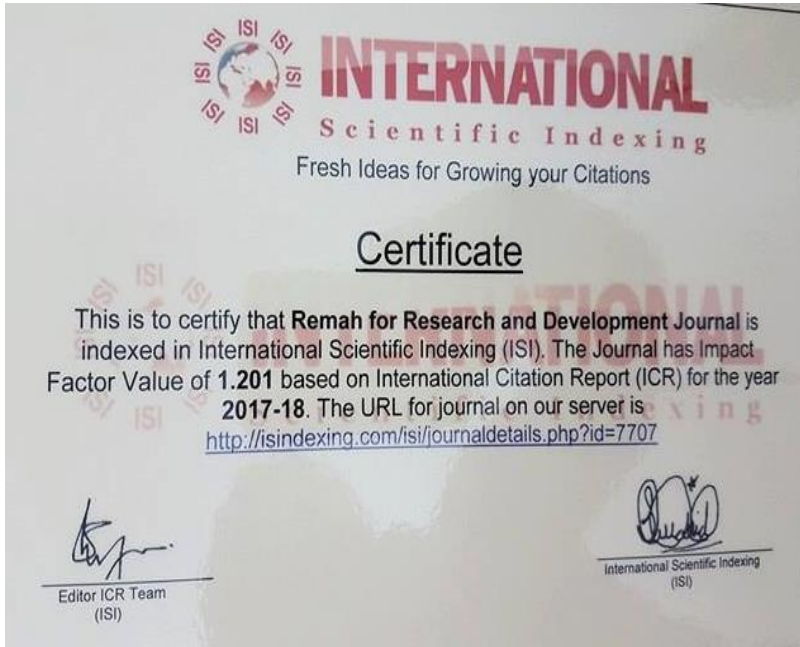 ISI ISI ISI ISI ISI ISI ISI ISI
INTERNATIONAL
Scientific Indexing
Fresh Ideas for Growing your Citations
Certificate
This is to certify that Remah for Research and Development Journal is
indexed in International Scientific Indexing (ISI). The Journal has Impact
Factor Value of 1.201 based on International Citation Report (ICR) for the year
2017-18. The URL for journal on our server is
http://isindexing.com/isi/journaldetails.php?id=7707
Editor ICR Team
(ISI)
International Scientific Indexing
(ISI)